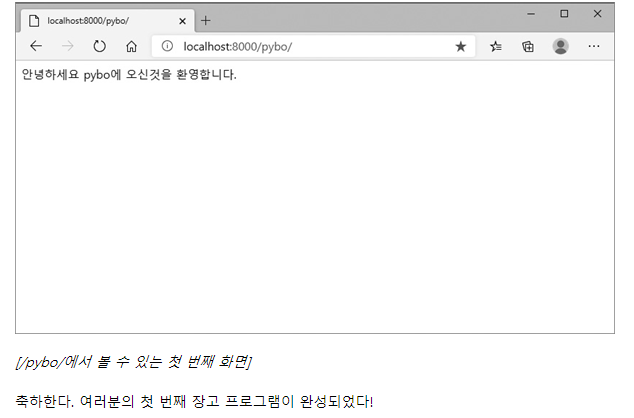 localhost:8000/pybo/
localhost:8000/pybo/
안녕하세요 pybo에 오신것을 환영합니다.
[/pybo/에서 볼 수 있는 첫 번째 화면]
축하한다. 여러분의 첫 번째 장고 프로그램이 완성되었다!